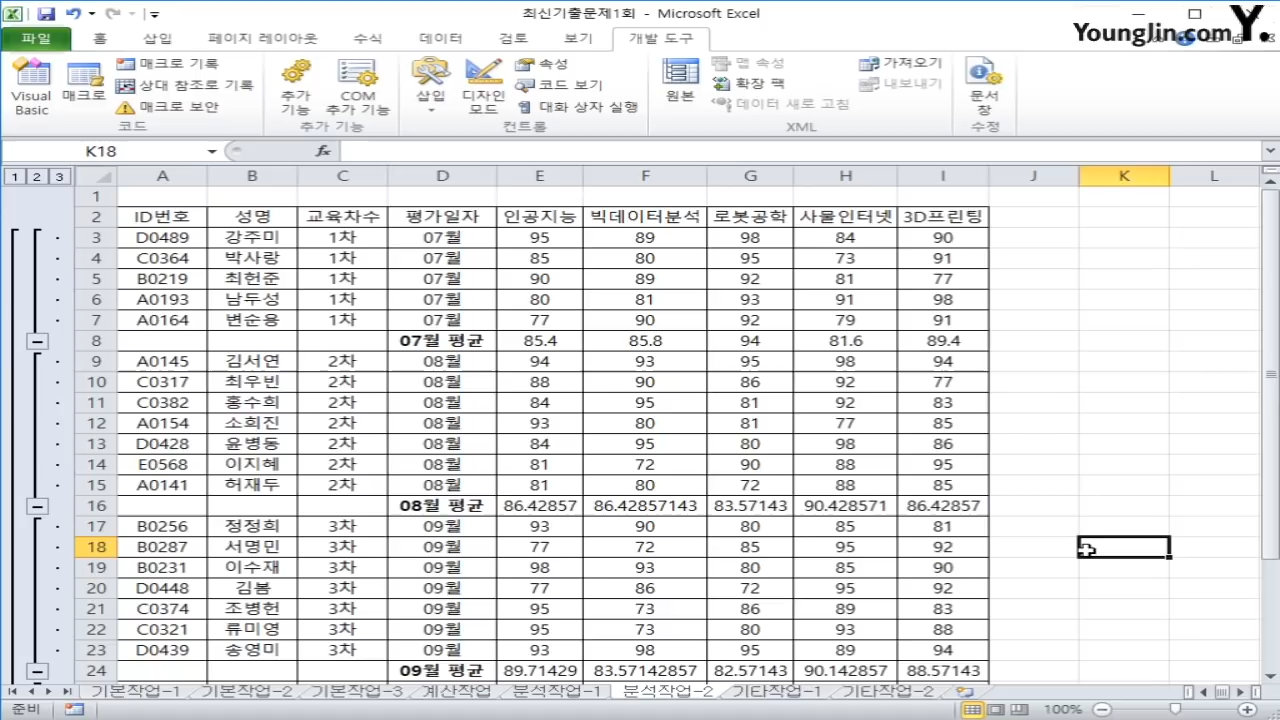 최신기출문제1회 - Microsoft Excel
YoungJin.com Y.
파일 홈 삽입 페이지 레이아웃 수식 데이터 검토 보기 개발 도구
Visual Basic
매크로
매크로 기록
상대 참조로 기록
매크로 보안
코드
추가 기능
COM 추가 기능
추가 기능
삽입
디자인 모드
속성
코드 보기
대화 상자 실행
컨트롤
원본
맵 속성
확장 팩
데이터 새로 고침
가져오기
내보내기
XML
문서 창
수정
K18 fx
1 2 3 A B C D E F G H I J K L
1
2 ID번호 성명 교육차수 평가일자 인공지능 빅데이터분석 로봇공학 사물인터넷 3D프린팅
3 D0489 강주미 1차 07월 95 89 98 84 90
4 C0364 박사랑 1차 07월 85 80 95 73 91
5 B0219 최헌준 1차 07월 90 89 92 81 77
6 A0193 남두성 1차 07월 80 81 93 91 98
7 A0164 변순용 1차 07월 77 90 92 79 91
8 07월 평균 85.4 85.8 94 81.6 89.4
9 A0145 김서연 2차 08월 94 93 95 98 94
10 C0317 최우빈 2차 08월 88 90 86 92 77
11 C0382 홍수희 2차 08월 84 95 81 92 83
12 A0154 소희진 2차 08월 93 80 81 77 85
13 D0428 윤병동 2차 08월 84 95 80 98 86
14 E0568 이지혜 2차 08월 81 72 90 88 95
15 A0141 허재두 2차 08월 81 80 72 88 85
16 08월 평균 86.42857 86.42857143 83.57143 90.428571 86.42857
17 B0256 정정희 3차 09월 93 90 80 85 81
18 B0287 서명민 3차 09월 77 72 85 95 92
19 B0231 이수재 3차 09월 98 93 80 85 90
20 D0448 김봄 3차 09월 77 86 72 95 92
21 C0374 조병헌 3차 09월 95 73 86 89 83
22 C0321 류미영 3차 09월 95 73 80 93 88
23 D0439 송영미 3차 09월 93 98 95 89 94
24 09월 평균 89.71429 83.57142857 82.57143 90.142857 88.57143
기본작업-1 기본작업-2 기본작업-3 계산작업 분석작업-1 분석작업-2 기타작업-1 기타작업-2
준비 100%